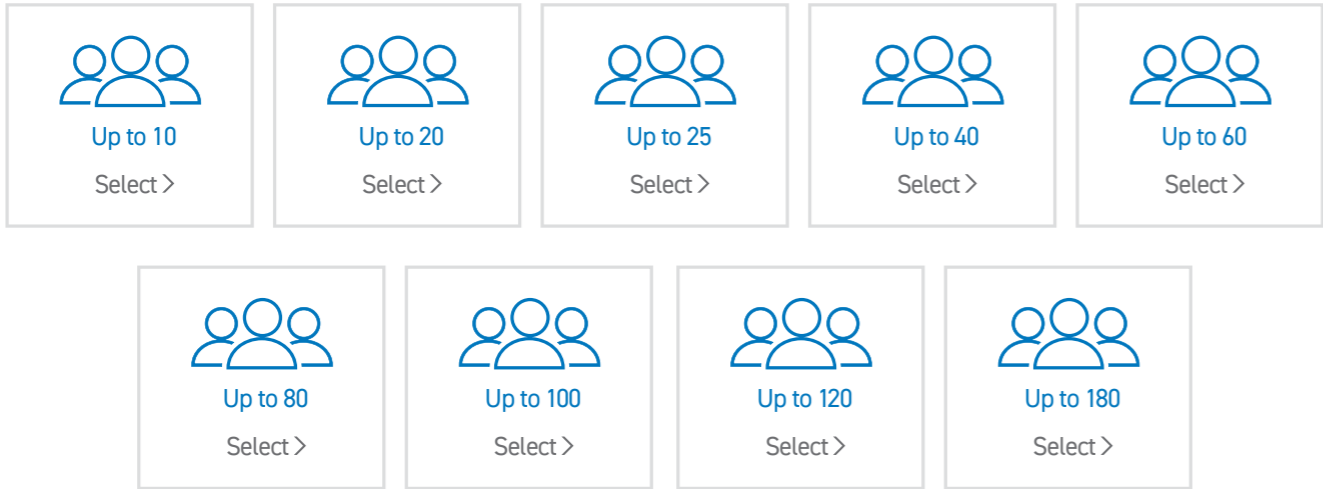 Up to 10
Select >
Up to 20
Select >
Up to 25
Select >
Up to 40
Select >
Up to 60
Select >
Up to 80
Select >
Up to 100
Select >
Up to 120
Select >
Up to 180
Select >